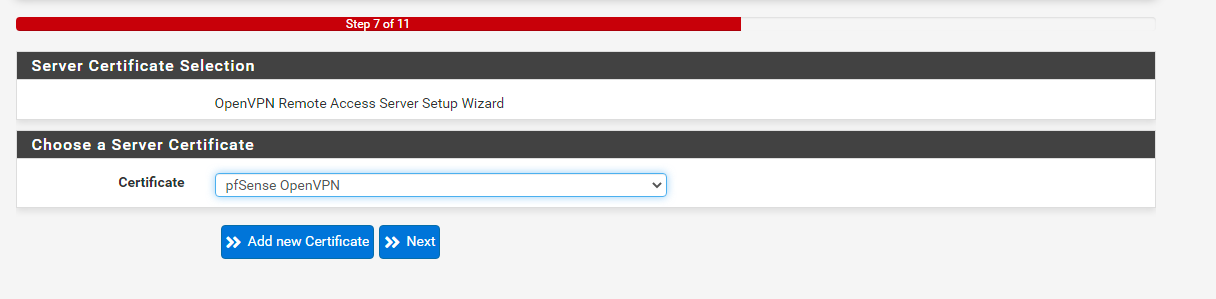 Step 7 of 11
Server Certificate Selection
OpenVPN Remote Access Server Setup Wizard
Choose a Server Certificate
Certificate pfSense OpenVPN
Add new Certificate Next